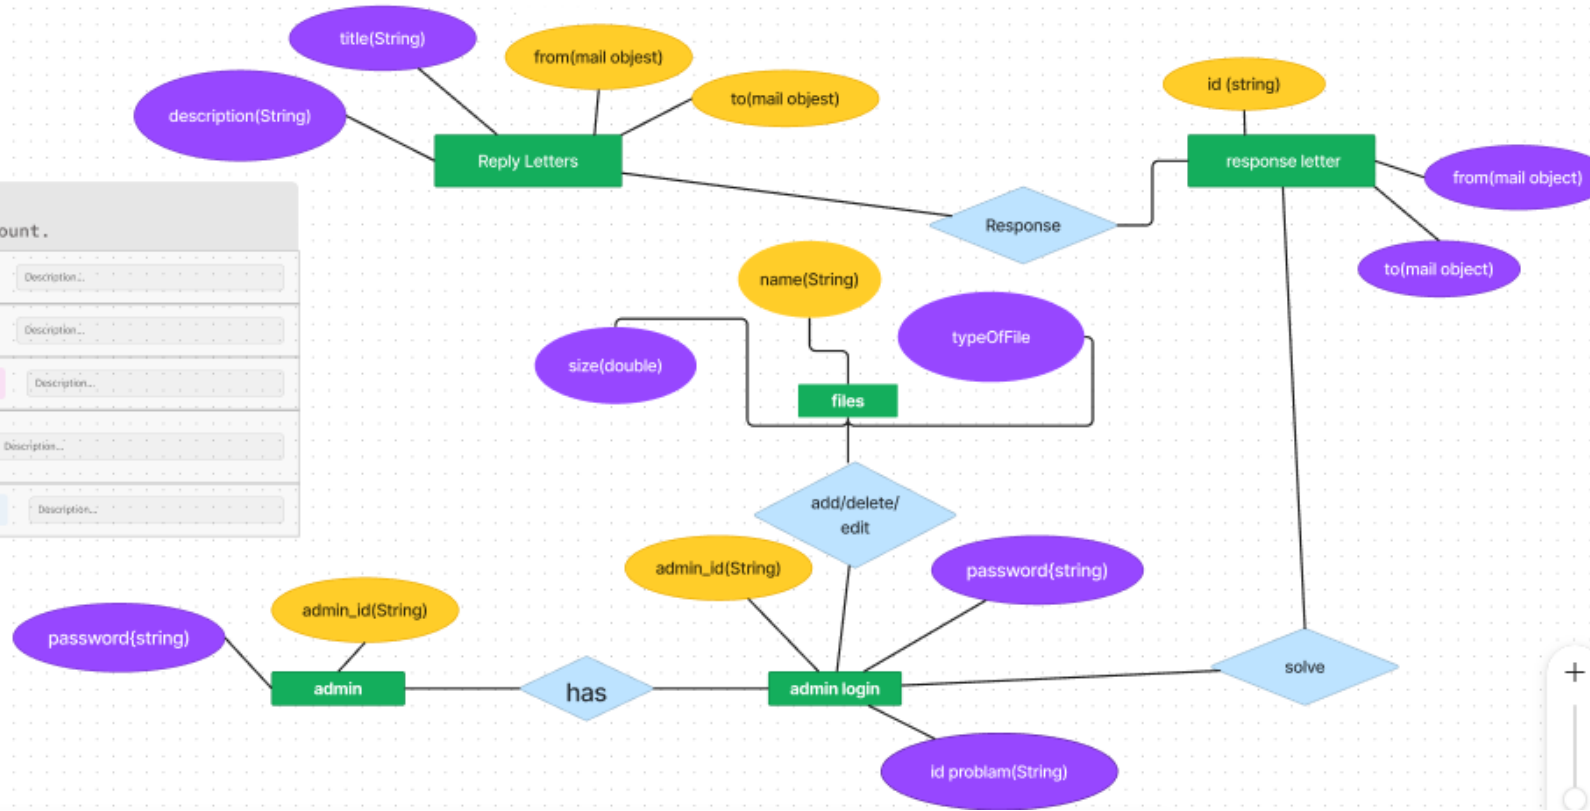 title(String)
from(mail objest)
to(mail objest)
description(String)
Reply Letters
id (string)
response letter
from(mail object)
to(mail object)
Response
ount.
Description...
Description...
Description...
Description...
Description...
name(String)
size(double)
typeOfFile
files
add/delete/
edit
admin_id(String)
password{string)
admin_id(String)
password{string)
admin
has
admin login
solve
id problam(String)